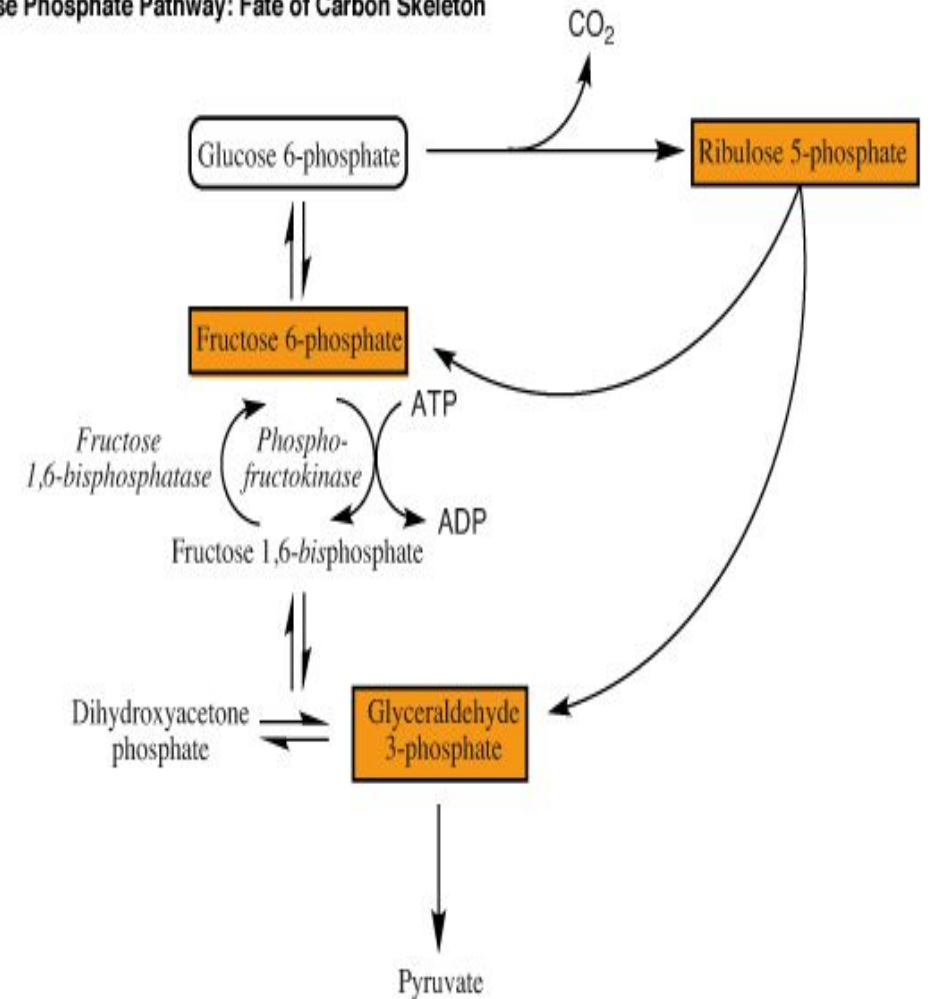 se Phosphate Pathway: Fate of Carbon Skeleton
CO₂
Glucose 6-phosphate
Ribulose 5-phosphate
Fructose 6-phosphate
ATP
Fructose
1,6-bisphosphatase
Phospho-
fructokinase
ADP
Fructose 1,6-bisphosphate
Dihydroxyacetone
phosphate
Glyceraldehyde
3-phosphate
Pyruvate